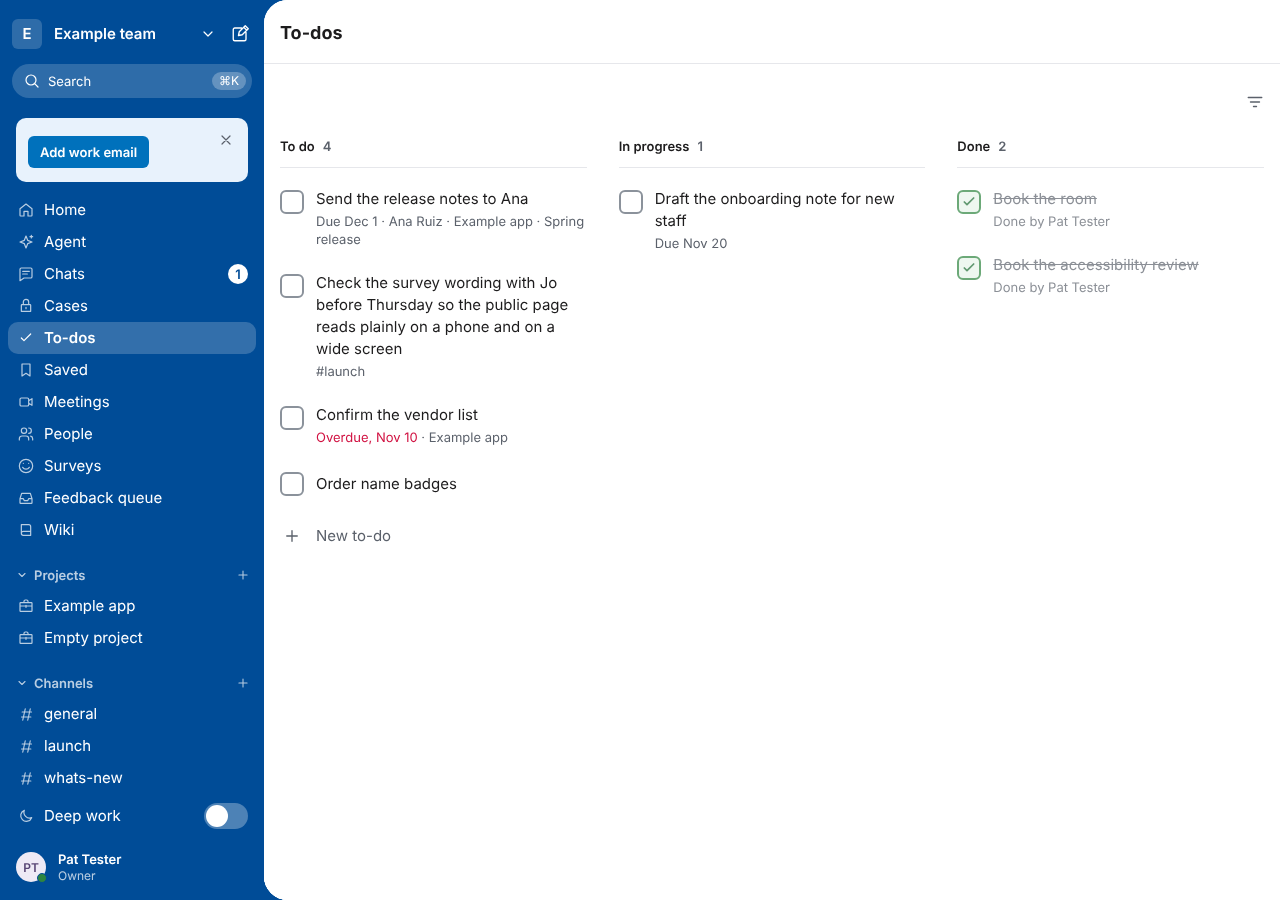 E Example team
Search ⌘K
Add work email
Home
Agent
Chats 1
Cases
To-dos
Saved
Meetings
People
Surveys
Feedback queue
Wiki
Projects
Example app
Empty project
Channels
general
launch
whats-new
Deep work
PT Pat Tester
Owner
To-dos
To do 4
Send the release notes to Ana
Due Dec 1 · Ana Ruiz · Example app · Spring
release
Check the survey wording with Jo
before Thursday so the public page
reads plainly on a phone and on a
wide screen
#launch
Confirm the vendor list
Overdue, Nov 10 · Example app
Order name badges
New to-do
In progress 1
Draft the onboarding note for new
staff
Due Nov 20
Done 2
Book the room
Done by Pat Tester
Book the accessibility review
Done by Pat Tester